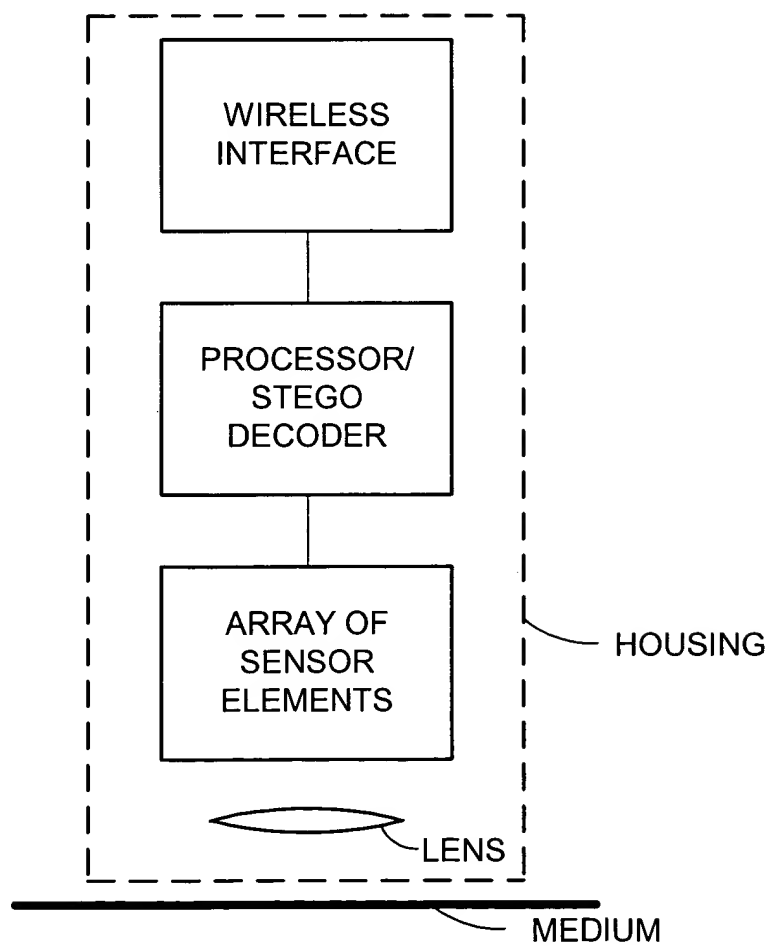 WIRELESS
INTERFACE
PROCESSOR/
STEGO
DECODER
ARRAY OF
SENSOR
ELEMENTS
HOUSING
LENS
MEDIUM